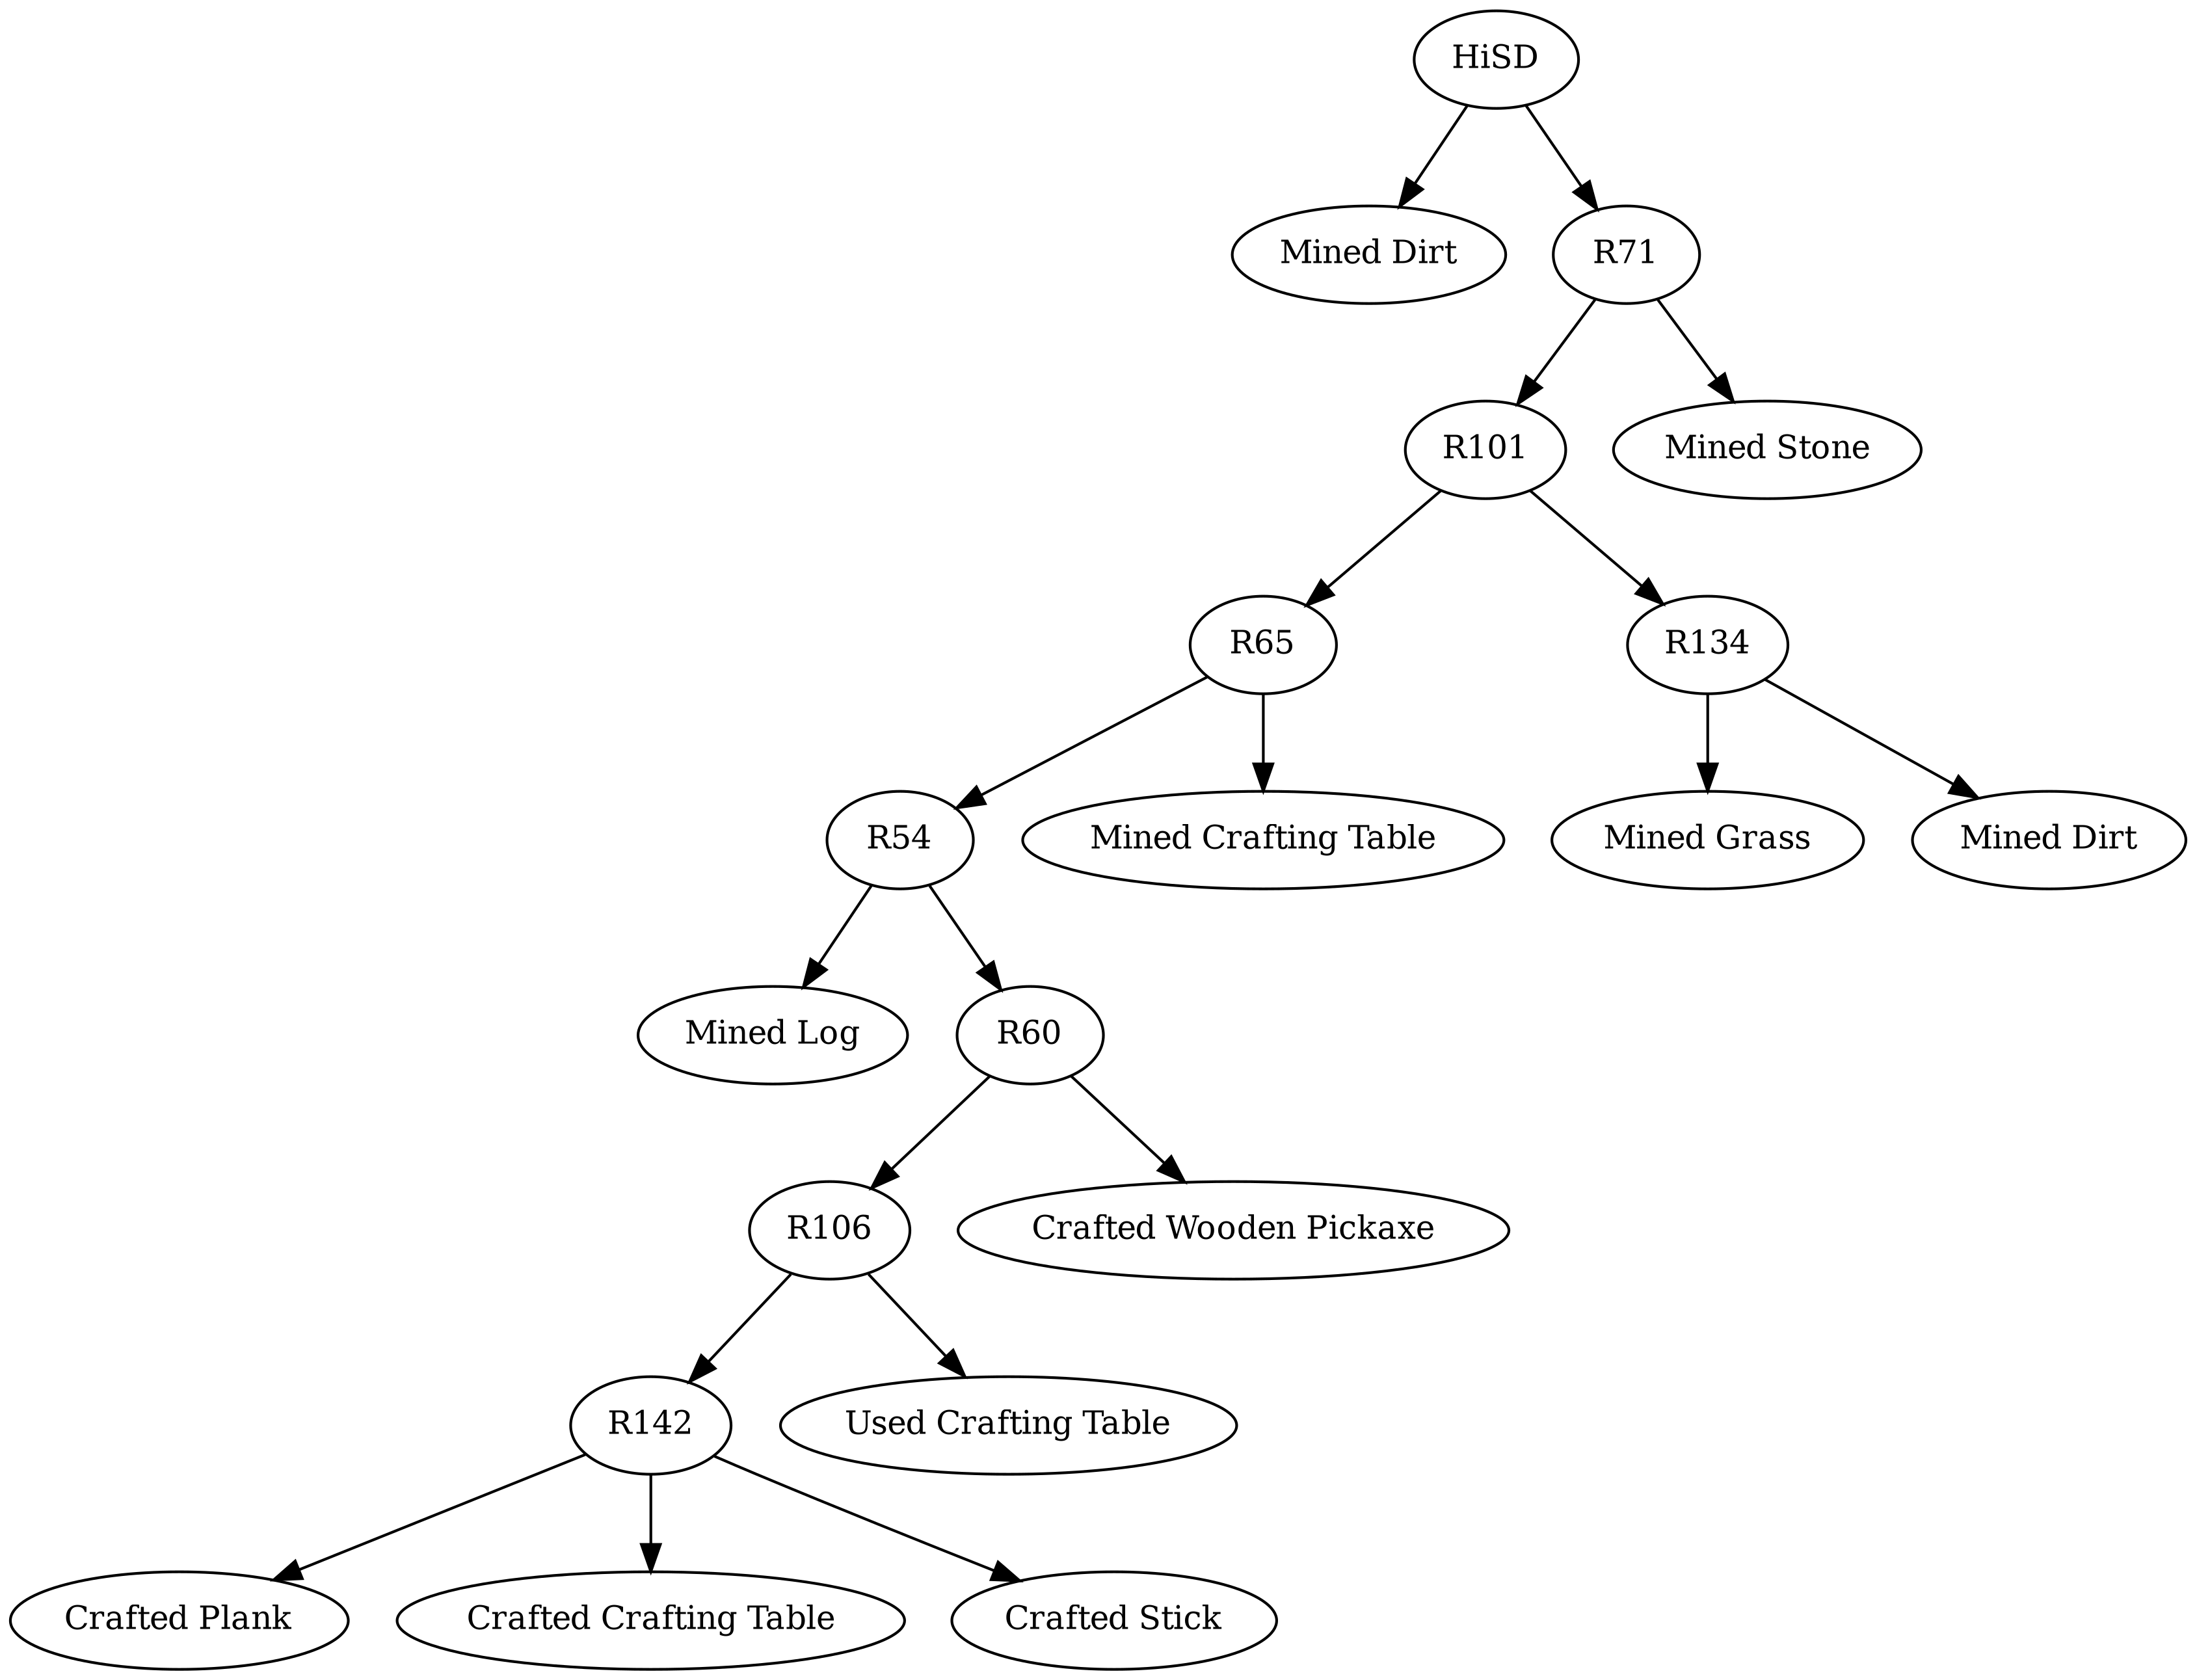 HiSD
Mined Dirt
R71
R101
Mined Stone
R65
R134
R54
Mined Crafting Table
Mined Grass
Mined Dirt
Mined Log
R60
R106
Crafted Wooden Pickaxe
R142
Used Crafting Table
Crafted Plank
Crafted Crafting Table
Crafted Stick